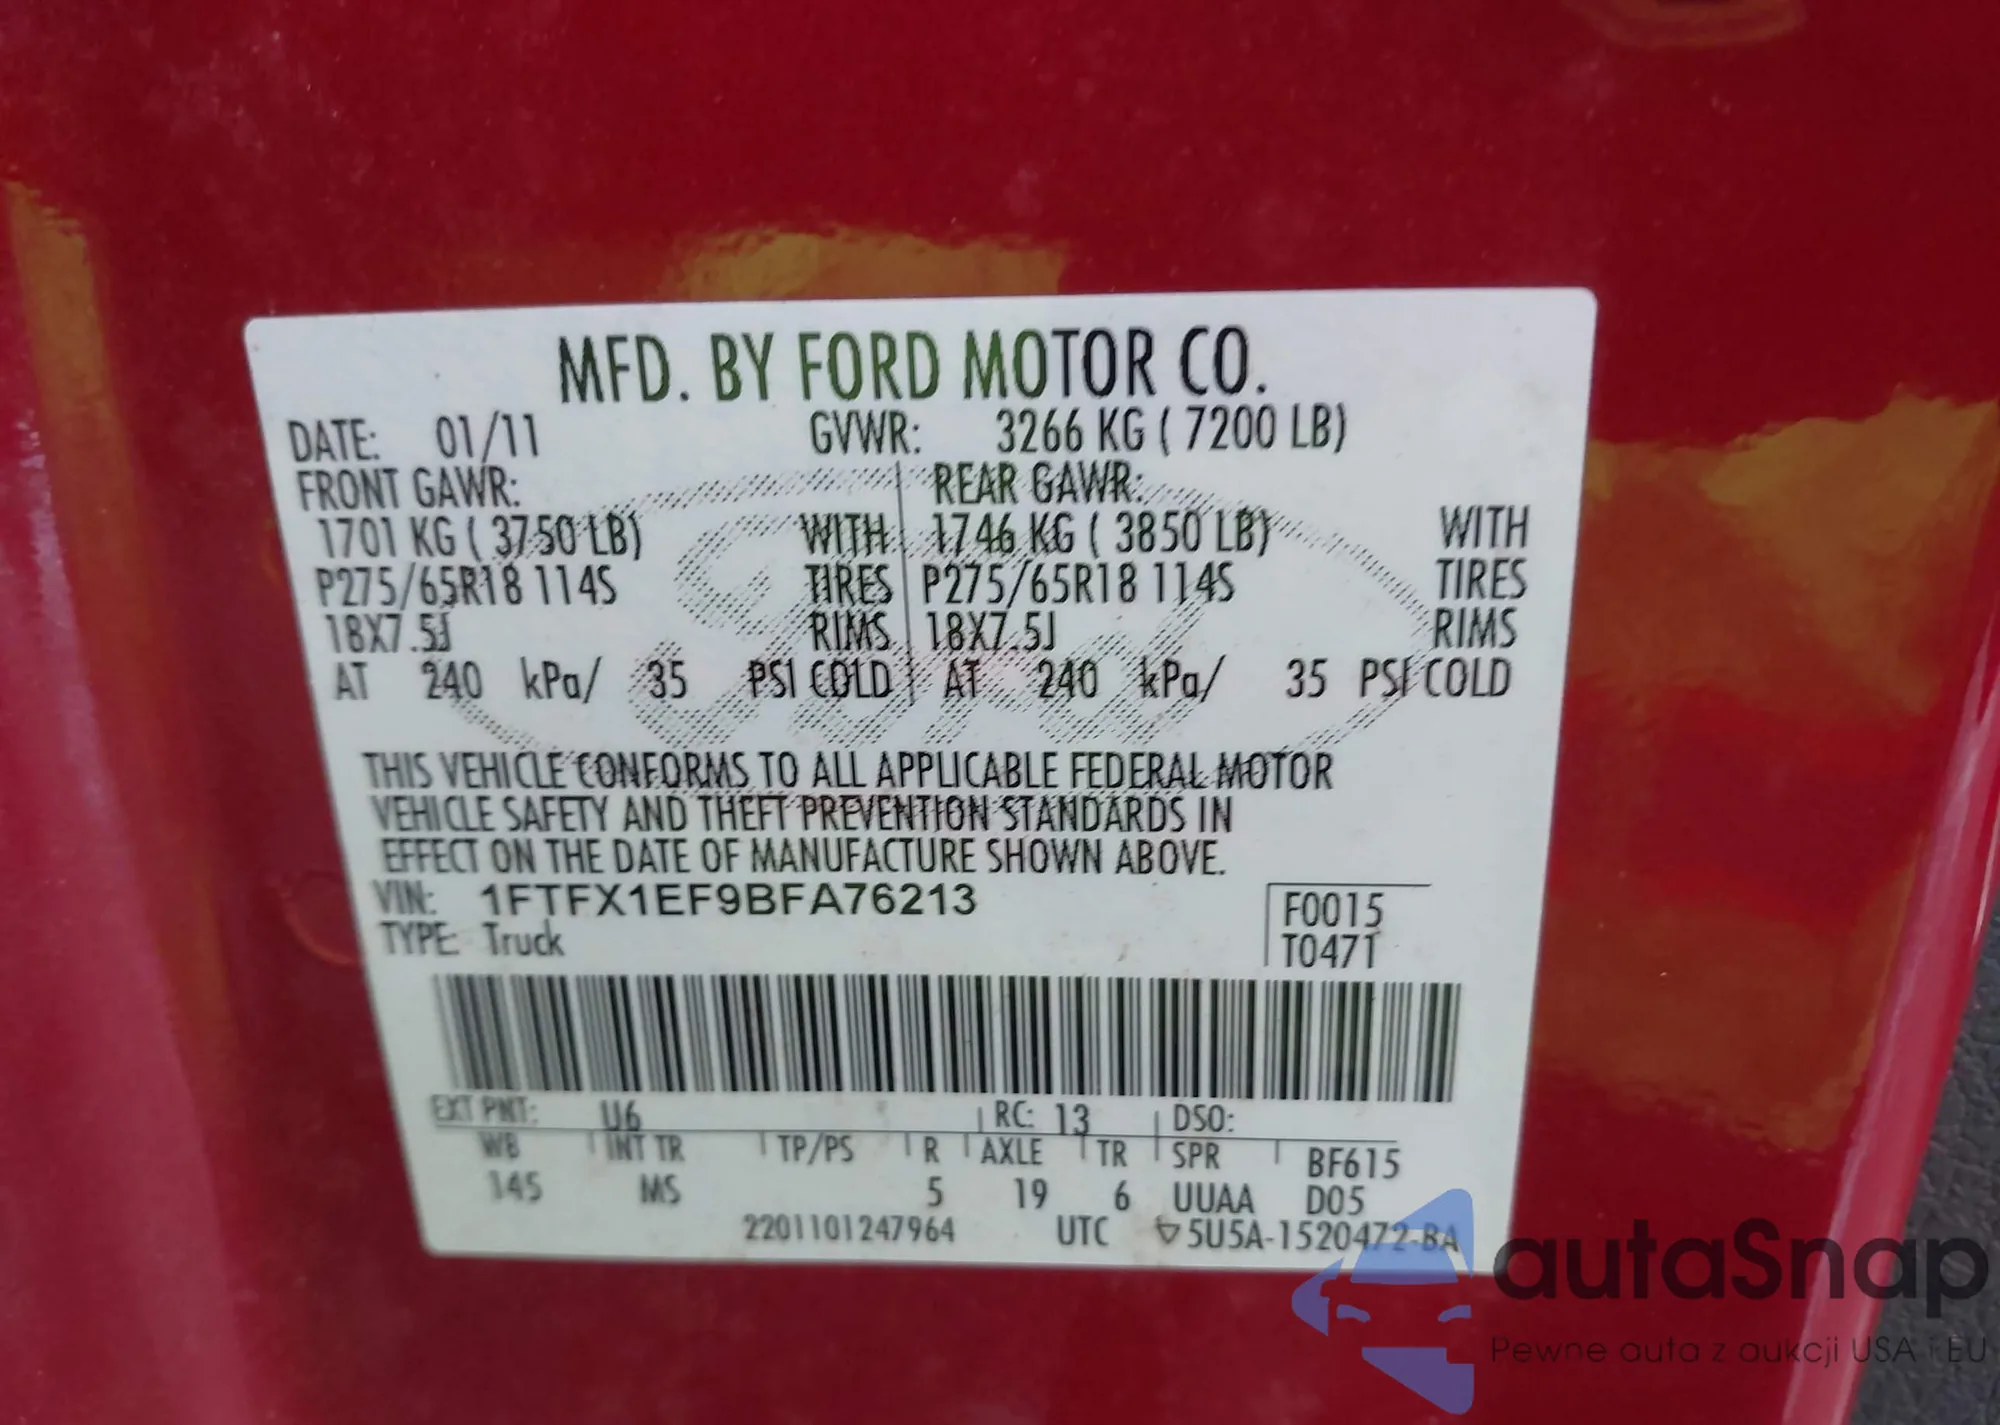 MFD. BY FORD MOTOR CO.
DATE: 01/11 GVWR: 3266 KG ( 7200 LB)
FRONT GAWR: REAR GAWR:
1701 KG ( 3750 LB) WITH 1746 KG ( 3850 LB) WITH
P275/65R18 114S TIRES P275/65R18 114S TIRES
18X7.5J RIMS 18X7.5J RIMS
AT 240 kPa/ 35 PSI COLD AT 240 kPa/ 35 PSI COLD
THIS VEHICLE CONFORMS TO ALL APPLICABLE FEDERAL MOTOR
VEHICLE SAFETY AND THEFT PREVENTION STANDARDS IN
EFFECT ON THE DATE OF MANUFACTURE SHOWN ABOVE.
VIN: 1FTFX1EF9BFA76213 F0015
TYPE: Truck T0471
EXT PNT: U6 RC: 13 DSO:
WB INT TR TP/PS R AXLE TR SPR BF615
145 MS 5 19 6 UUAA D05
2201101247964 UTC 5U5A-1520472-BA
autaSnap
Pewne auta z aukcji USA i EU